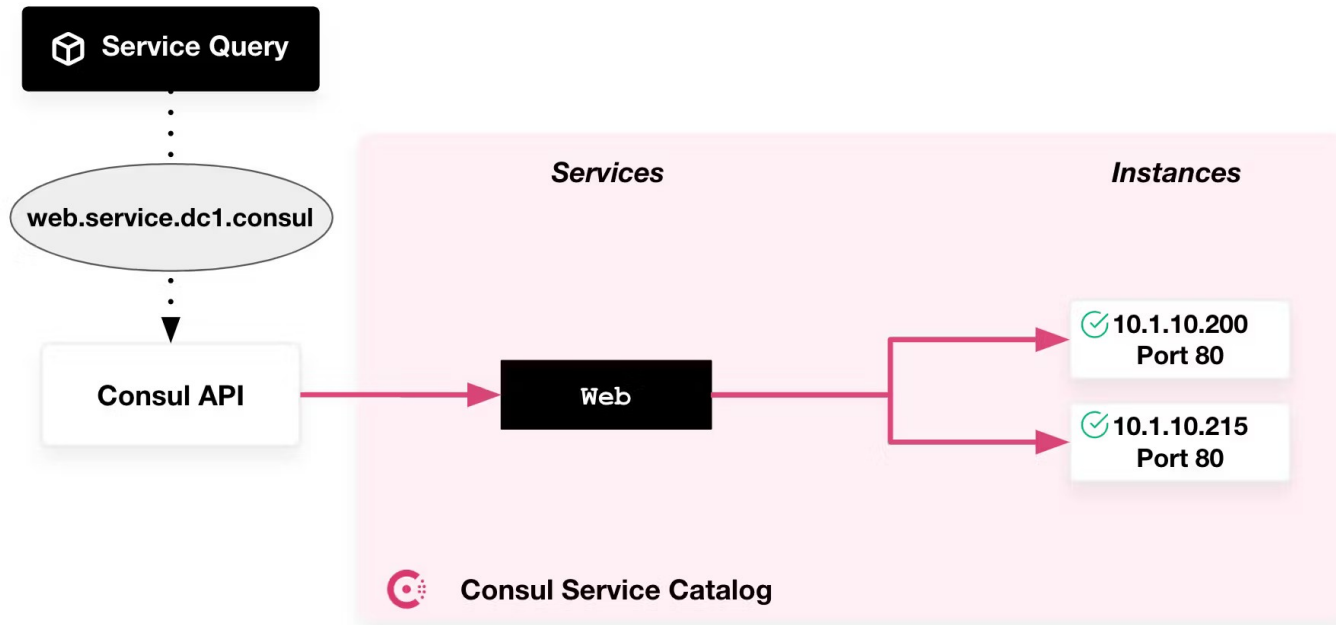 Service Query
web.service.dc1.consul
Consul API
Services
Instances
Web
10.1.10.200
Port 80
10.1.10.215
Port 80
Consul Service Catalog